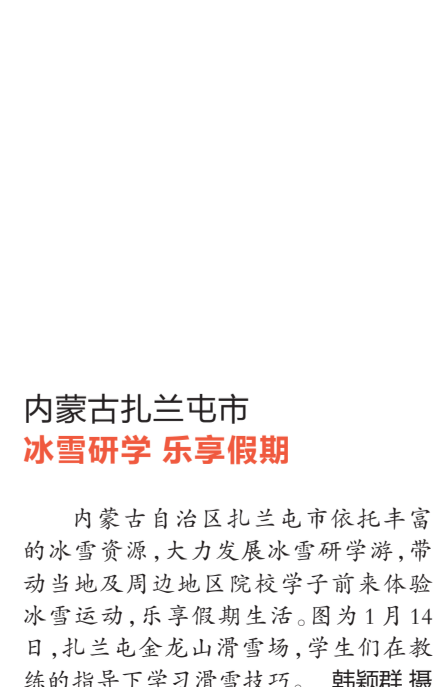 内蒙古扎兰屯市
冰雪研学 乐享假期
内蒙古自治区扎兰屯市依托丰富
的冰雪资源,大力发展冰雪研学游,带
动当地及周边地区院校学子前来体验
冰雪运动,乐享假期生活。图为1月14
日,扎兰屯金龙山滑雪场,学生们在教
练的指导下学习滑雪技巧。 韩颖群 摄